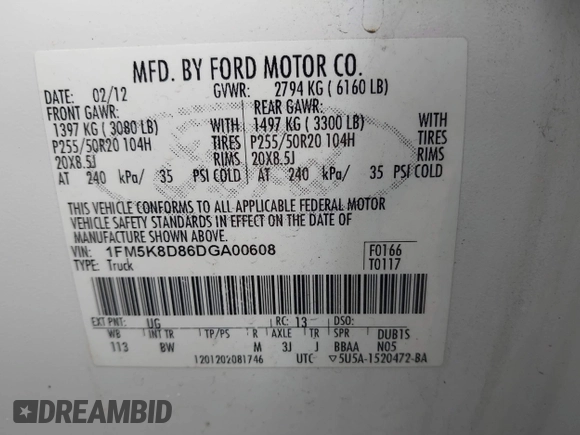 MFD. BY FORD MOTOR CO.
DATE: 02/12 GVWR: 2794 KG ( 6160 LB)
FRONT GAWR: REAR GAWR:
1397 KG ( 3080 LB) WITH 1497 KG ( 3300 LB) WITH
P255/50R20 104H TIRES P255/50R20 104H TIRES
20X8.5J RIMS 20X8.5J RIMS
AT 240 kPa/ 35 PSI COLD AT 240 kPa/ 35 PSI COLD
THIS VEHICLE CONFORMS TO ALL APPLICABLE FEDERAL MOTOR
VEHICLE SAFETY STANDARDS IN EFFECT ON THE DATE OF
MANUFACTURE SHOWN ABOVE.
VIN: 1FM5K8D86DGA00608 F0166
TYPE: Truck T0117
EXT PNT: UG RC: 13 DSO:
WB INT TR TP/PS R AXLE TR SPR DUBIS
113 BW M 3J J BBAA N05
1201202081746 UTC ▽5U5A-1520472-BA
DREAMBID